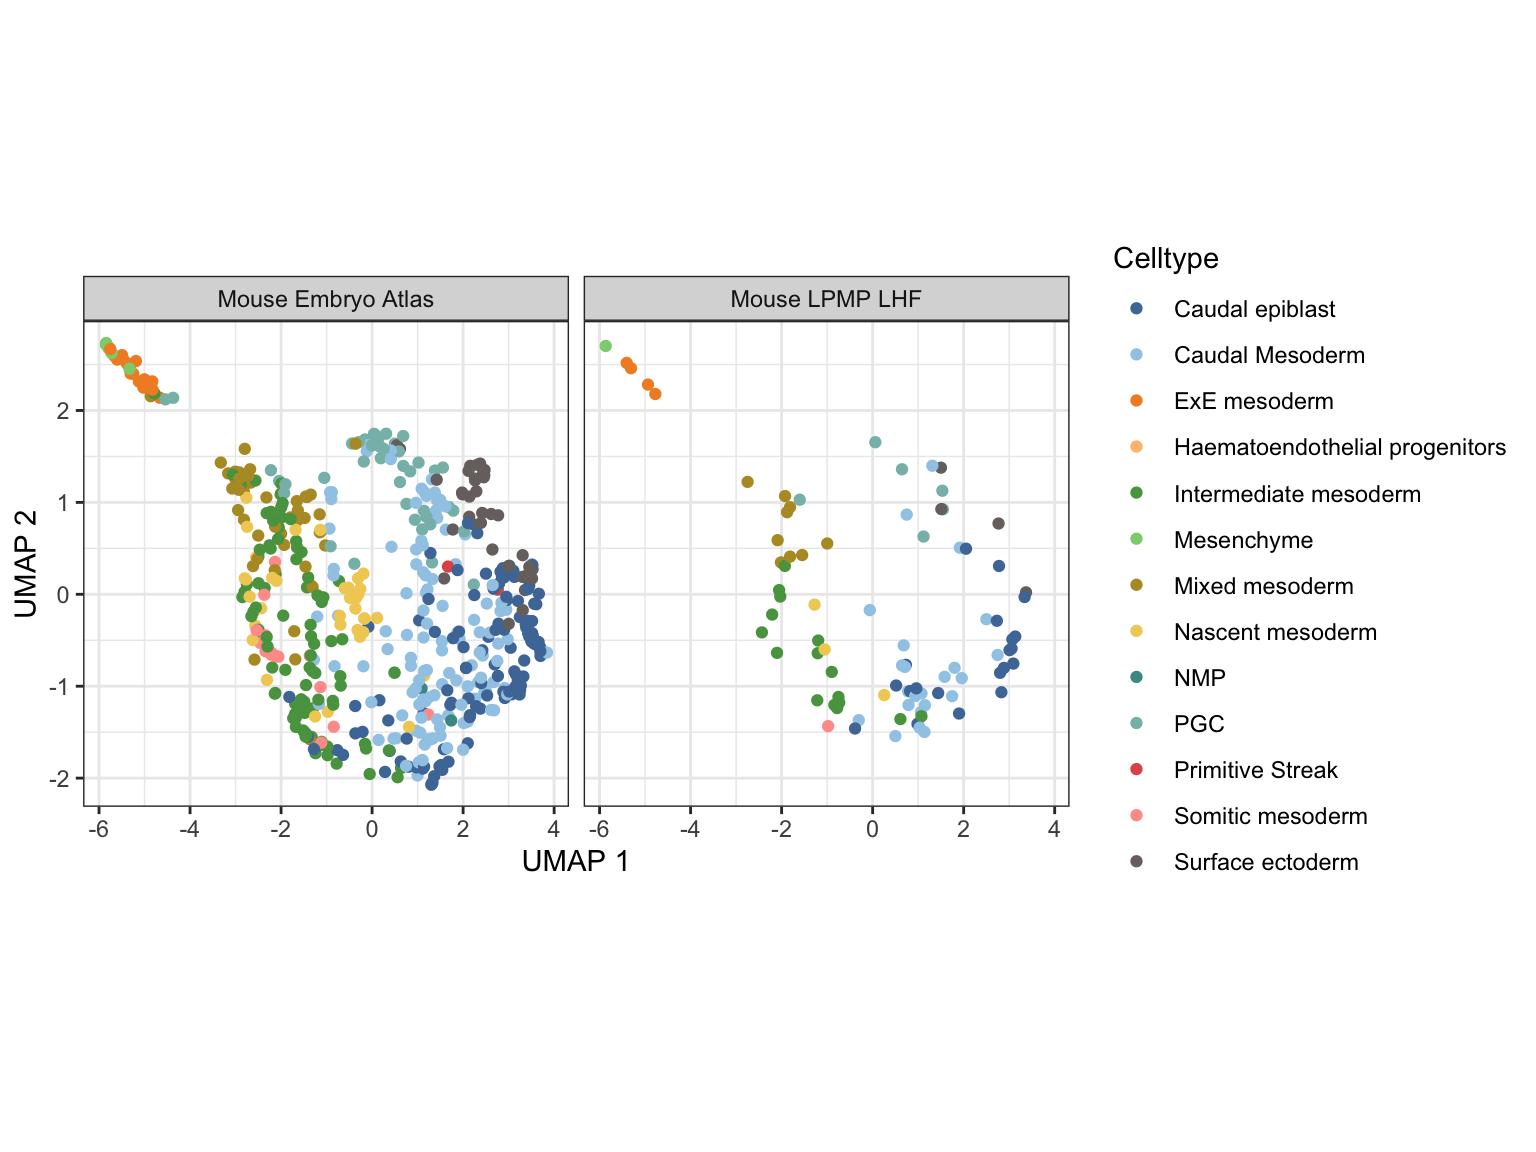 Celltype
Mouse Embryo Atlas
Mouse LPMP LHF
Caudal epiblast
Caudal Mesoderm
ExE mesoderm
Haematoendothelial progenitors
Intermediate mesoderm
Mesenchyme
Mixed mesoderm
Nascent mesoderm
NMP
PGC
Primitive Streak
Somitic mesoderm
Surface ectoderm
UMAP 2
2
1
0
-1
-2
-6 -4 -2 0 2 4
-6 -4 -2 0 2 4
UMAP 1